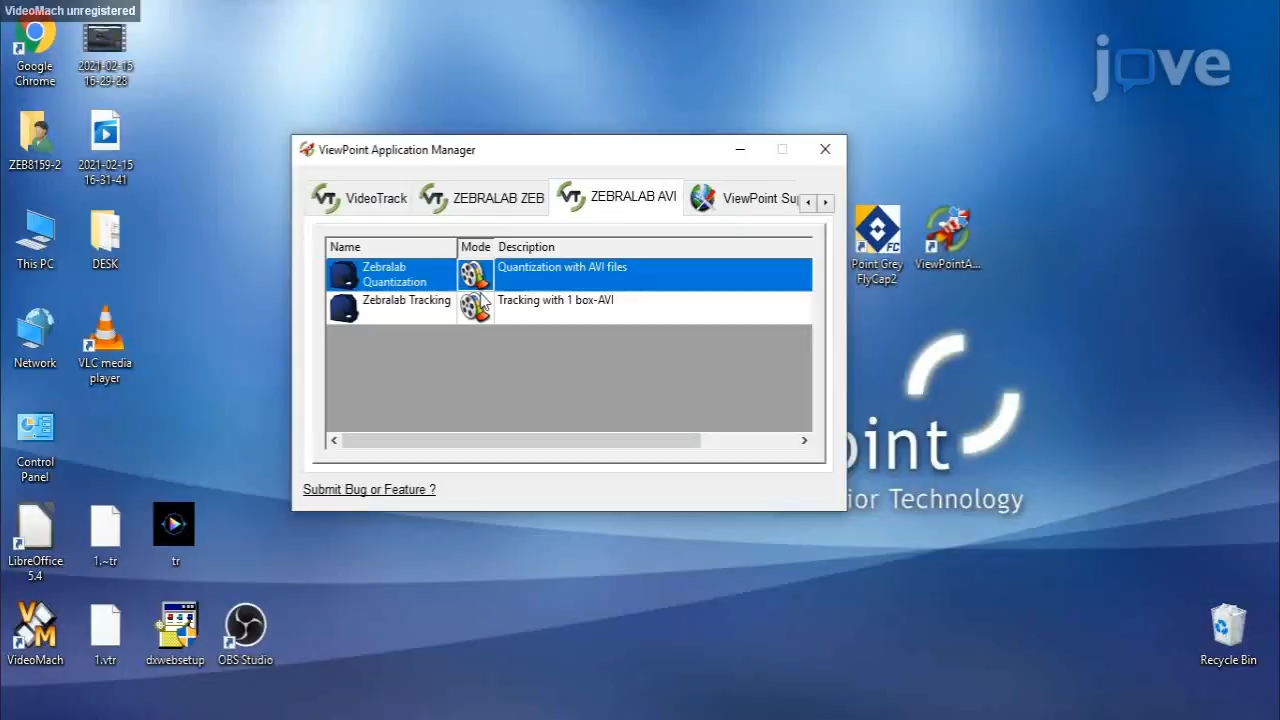 VideoMach unregistered
Google
Chrome
2021-02-15
16-29-28
jove
ZEB8159-2
2021-02-15
16-31-41
ViewPoint Application Manager
VideoTrack
ZEBRALAB ZEB
ZEBRALAB AVI
ViewPoint Sup
Name
Mode
Description
Zebralab
Quantization
Quantization with AVI files
Zebralab Tracking
Tracking with 1 box-AVI
Submit Bug or Feature ?
This PC
DESK
Point Grey
FlyCap2
FC
ViewPointA...
Network
VLC media
player
oint
ior Technology
Control
Panel
LibreOffice
5.4
1.~tr
tr
VideoMach
1.vtr
dxwebsetup
OBS Studio
Recycle Bin